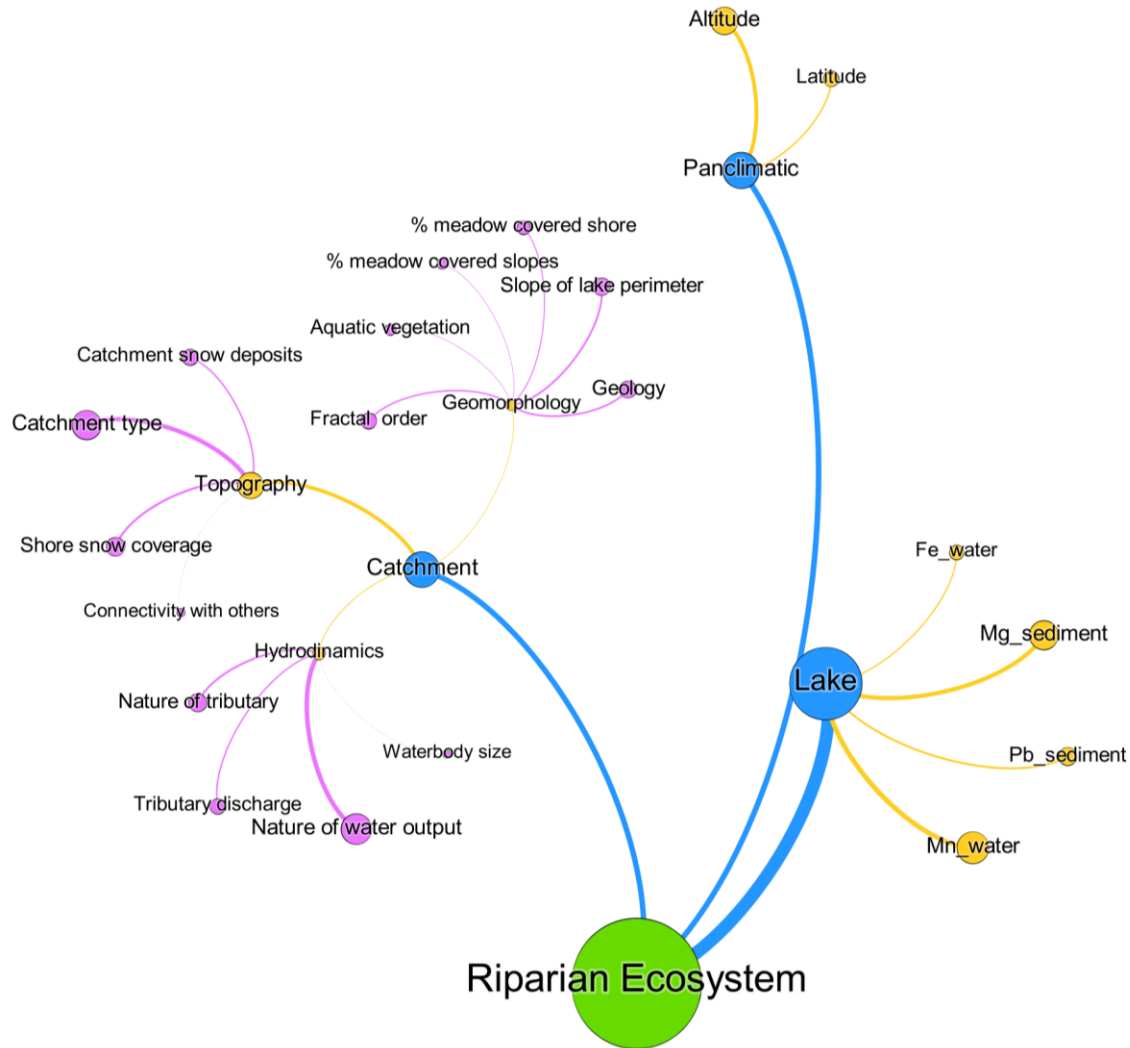 Altitude
Latitude
Panclimatic
% meadow covered shore
% meadow covered slopes
Slope of lake perimeter
Aquatic vegetation
Catchment snow deposits
Geology
Geomorphology
Fractal order
Catchment type
Topography
Shore snow coverage
Fe_water
Catchment
Connectivity with others
Mg_sediment
Hydrodinamics
Lake
Nature of tributary
Waterbody size
Pb_sediment
Tributary discharge
Nature of water output
Mn_water
Riparian Ecosystem